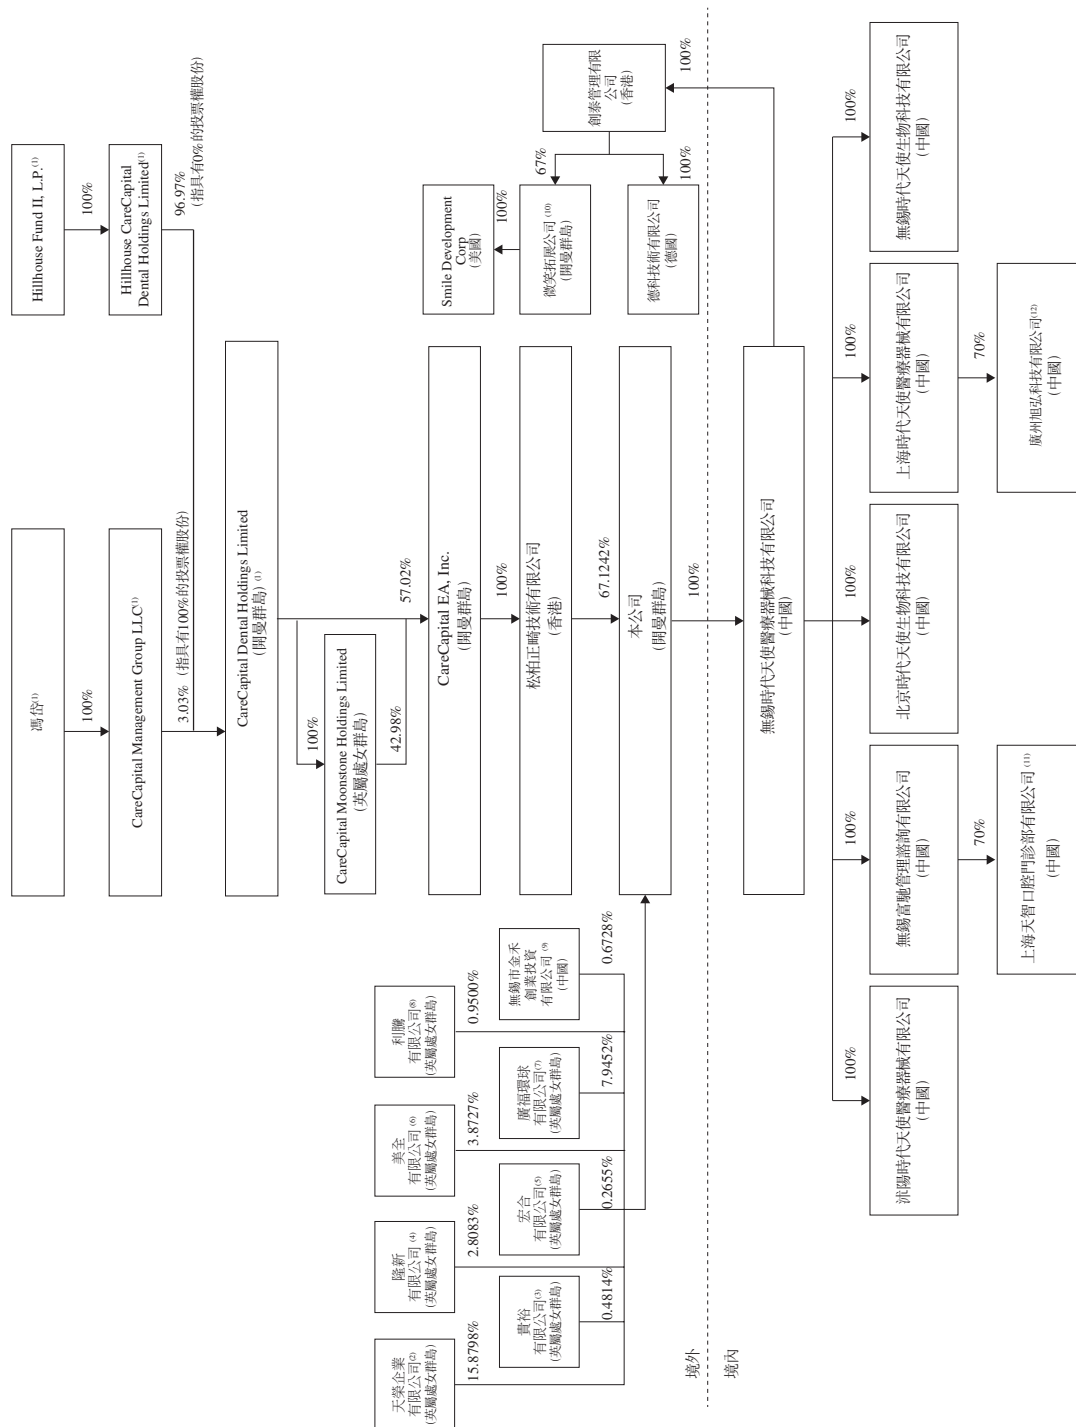 馮岱(1)
100%
CareCapital Management Group LLC(1)
3.03%（指具有100%的投票權股份）
Hillhouse Fund II, L.P.(1)
100%
Hillhouse CareCapital
Dental Holdings Limited(1)
96.97%
(指具有0%的投票權股份)
CareCapital Dental Holdings Limited
（開曼群島）(1)
100%
CareCapital Moonstone Holdings Limited
（英屬處女群島）
42.98%
57.02%
CareCapital EA, Inc.
（開曼群島）
100%
松柏正畸技術有限公司
（香港）
67.1242%
天榮企業
有限公司(2)
(英屬處女群島)
15.8798%
隆新
有限公司(4)
(英屬處女群島)
2.8083%
美全
有限公司(6)
(英屬處女群島)
3.8727%
利騰
有限公司(8)
(英屬處女群島)
0.9500%
貴裕
有限公司(3)
(英屬處女群島)
0.4814%
宏合
有限公司(5)
(英屬處女群島)
0.2655%
廣福環球
有限公司(7)
(英屬處女群島)
7.9452%
無錫市金禾
創業投資
有限公司(9)
(中國)
0.6728%
本公司
（開曼群島）
100%
Smile Development
Corp
(美國)
100%
微笑拓展公司(10)
(開曼群島)
67%
創泰管理有限
公司
(香港)
100%
德科技術有限公司
(德國)
100%
境外
境內
無錫時代天使醫療器械科技有限公司
（中國）
100%
沭陽時代天使醫療器械有限公司
（中國）
100%
無錫富馳管理諮詢有限公司
（中國）
70%
上海天智口腔門診部有限公司(11)
（中國）
100%
北京時代天使生物科技有限公司
（中國）
100%
上海時代天使醫療器械有限公司
（中國）
70%
廣州旭弘科技有限公司(12)
（中國）
100%
無錫時代天使生物科技有限公司
（中國）